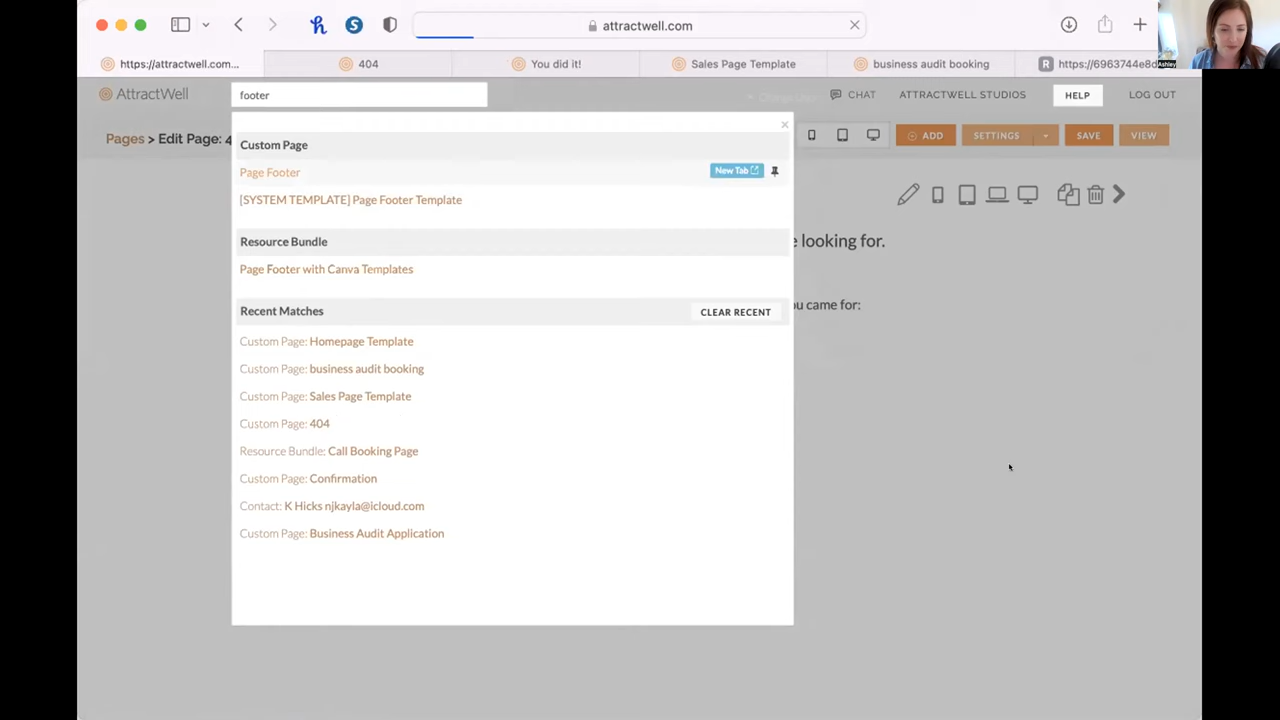 attractwell.com
https://attractwell.com...
404
You did it!
Sales Page Template
business audit booking
R
https://6963744e8c
Ashley
AttractWell
footer
CHAT
ATTRACTWELL STUDIOS
HELP
LOG OUT
Pages > Edit Page: 4
ADD
SETTINGS
SAVE
VIEW
Custom Page
Page Footer
New Tab
[SYSTEM TEMPLATE] Page Footer Template
e looking for.
Resource Bundle
Page Footer with Canva Templates
ou came for:
Recent Matches
CLEAR RECENT
Custom Page: Homepage Template
Custom Page: business audit booking
Custom Page: Sales Page Template
Custom Page: 404
Resource Bundle: Call Booking Page
Custom Page: Confirmation
Contact: K Hicks njkayla@icloud.com
Custom Page: Business Audit Application